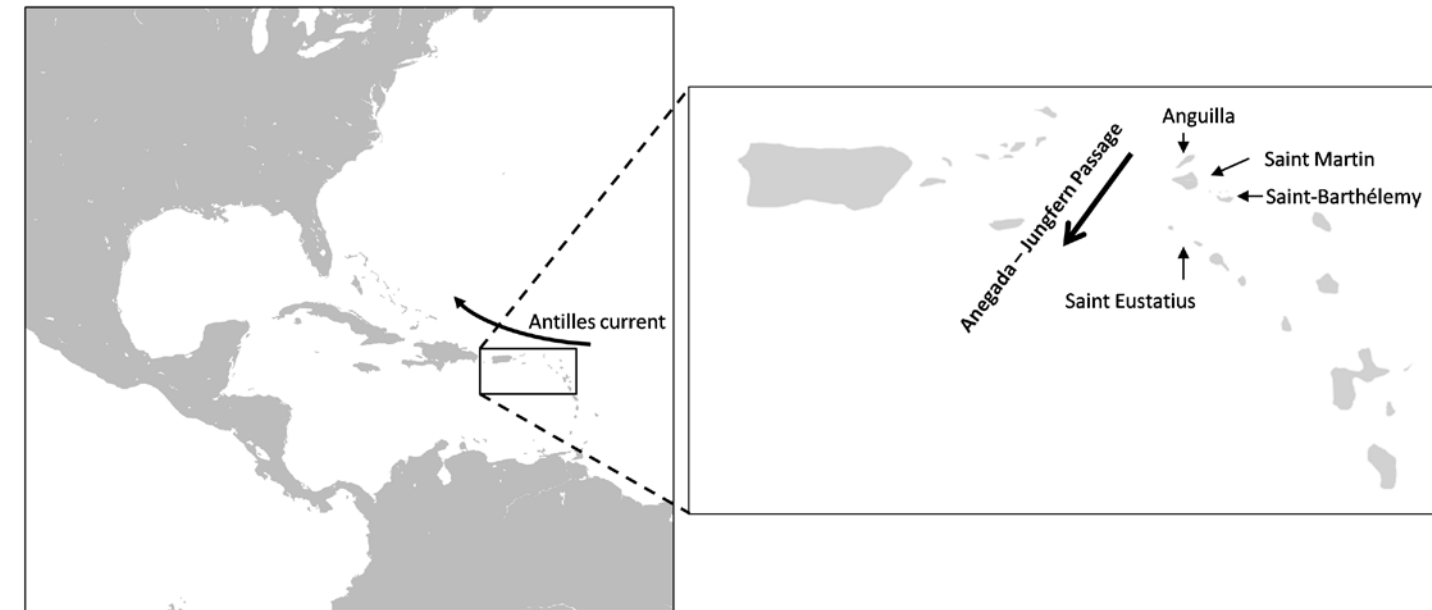 Antilles current
Anguilla
Saint Martin
Saint-Barthélemy
Saint Eustatius
Anegada – Jungfern Passage